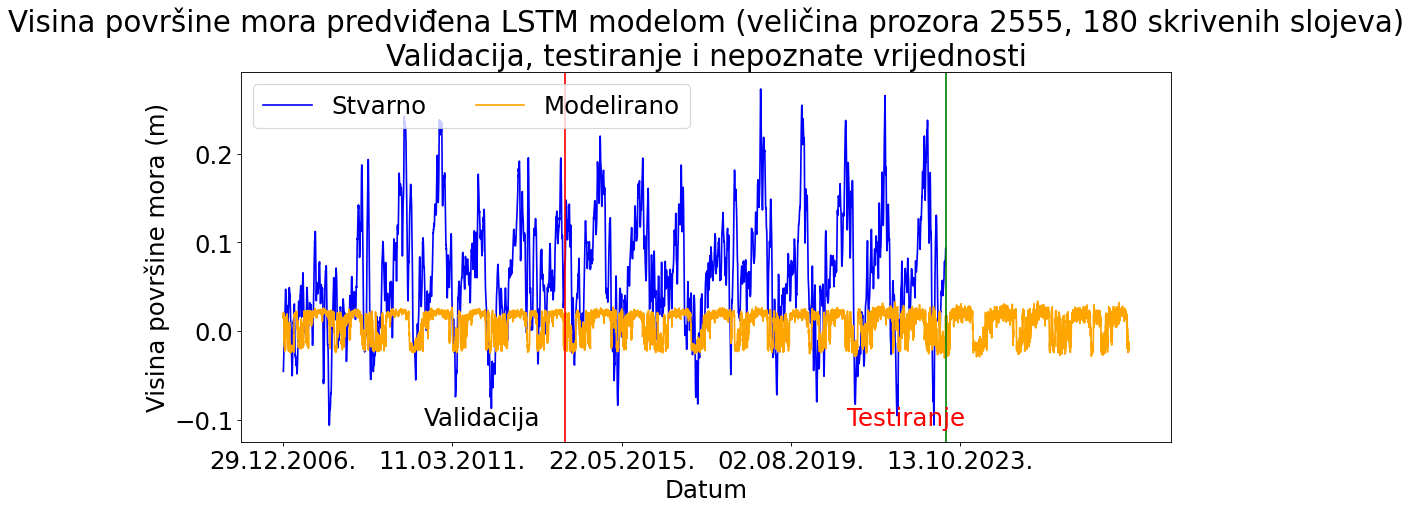 Visina površine mora predviđena LSTM modelom (veličina prozora 2555, 180 skrivenih slojeva)
Validacija, testiranje i nepoznate vrijednosti
Stvarno
Modelirano
Visina površine mora (m)
0.2
0.1
0.0
−0.1
Validacija
Testiranje
29.12.2006.
11.03.2011.
22.05.2015.
02.08.2019.
13.10.2023.
Datum